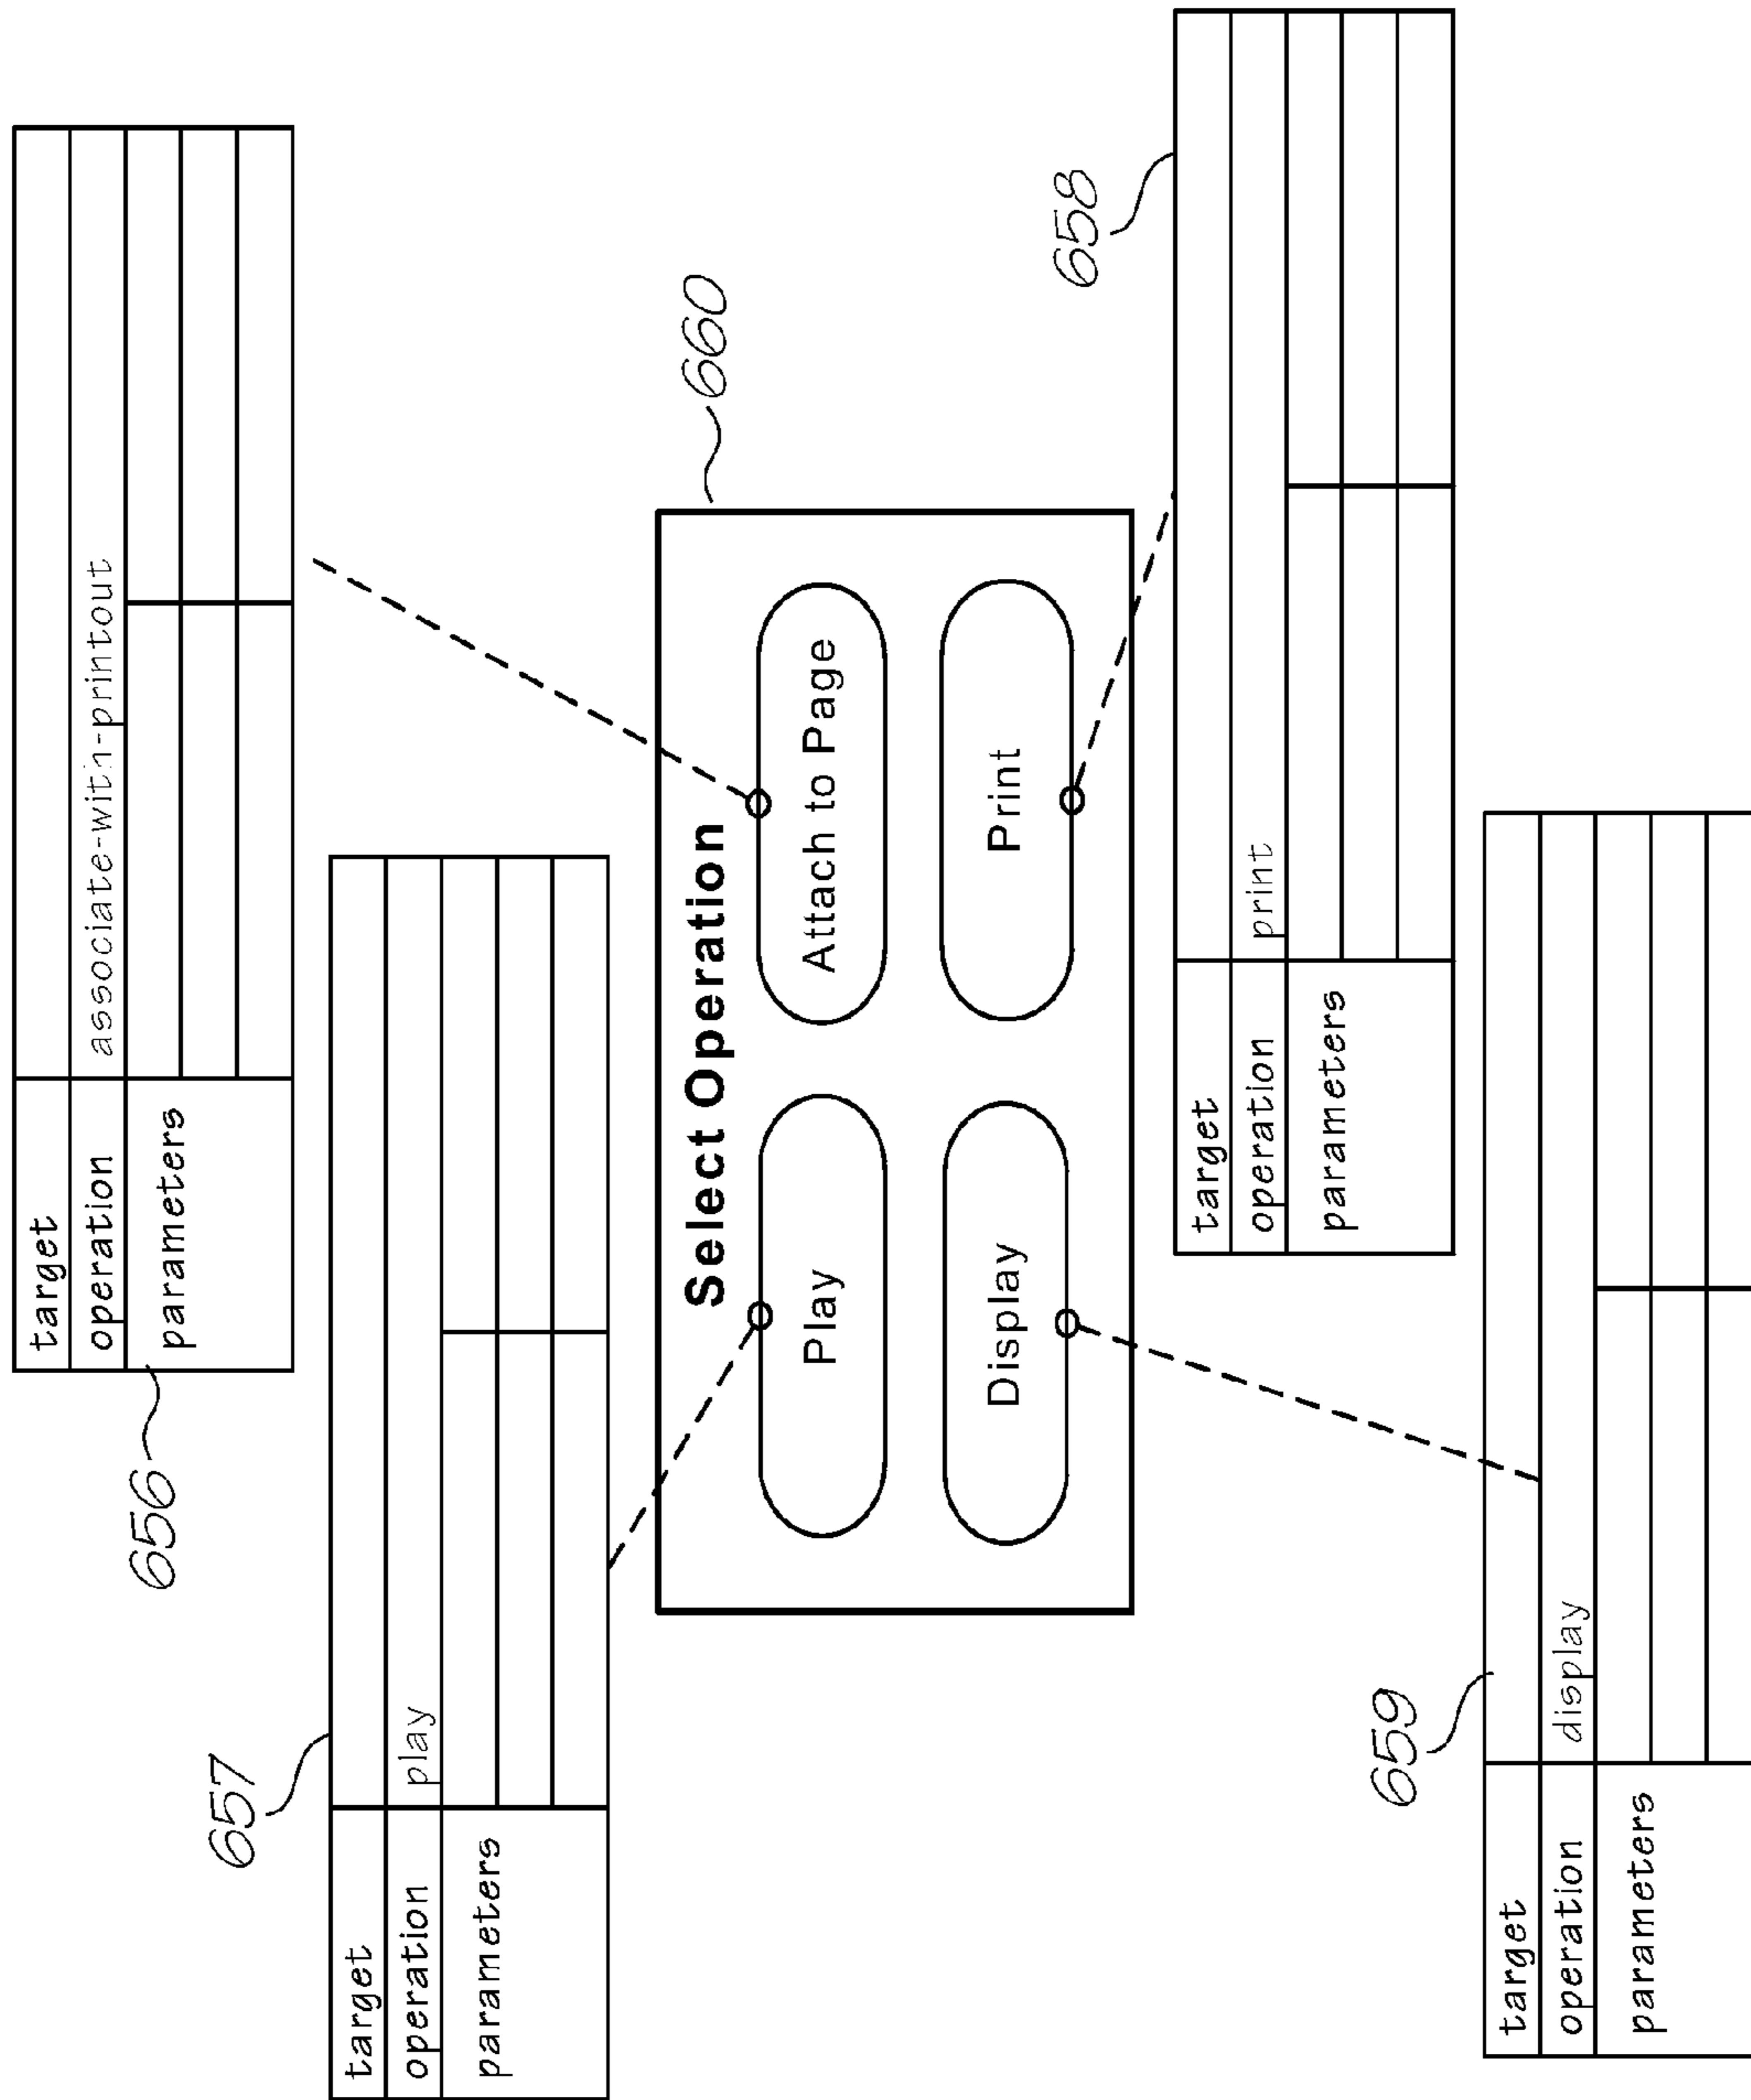 target
operation associate-with-printout
parameters
656
657
target
operation play
parameters
660
Select Operation
Play Attach to Page
Display Print
658
target
operation print
parameters
659
target
operation display
parameters